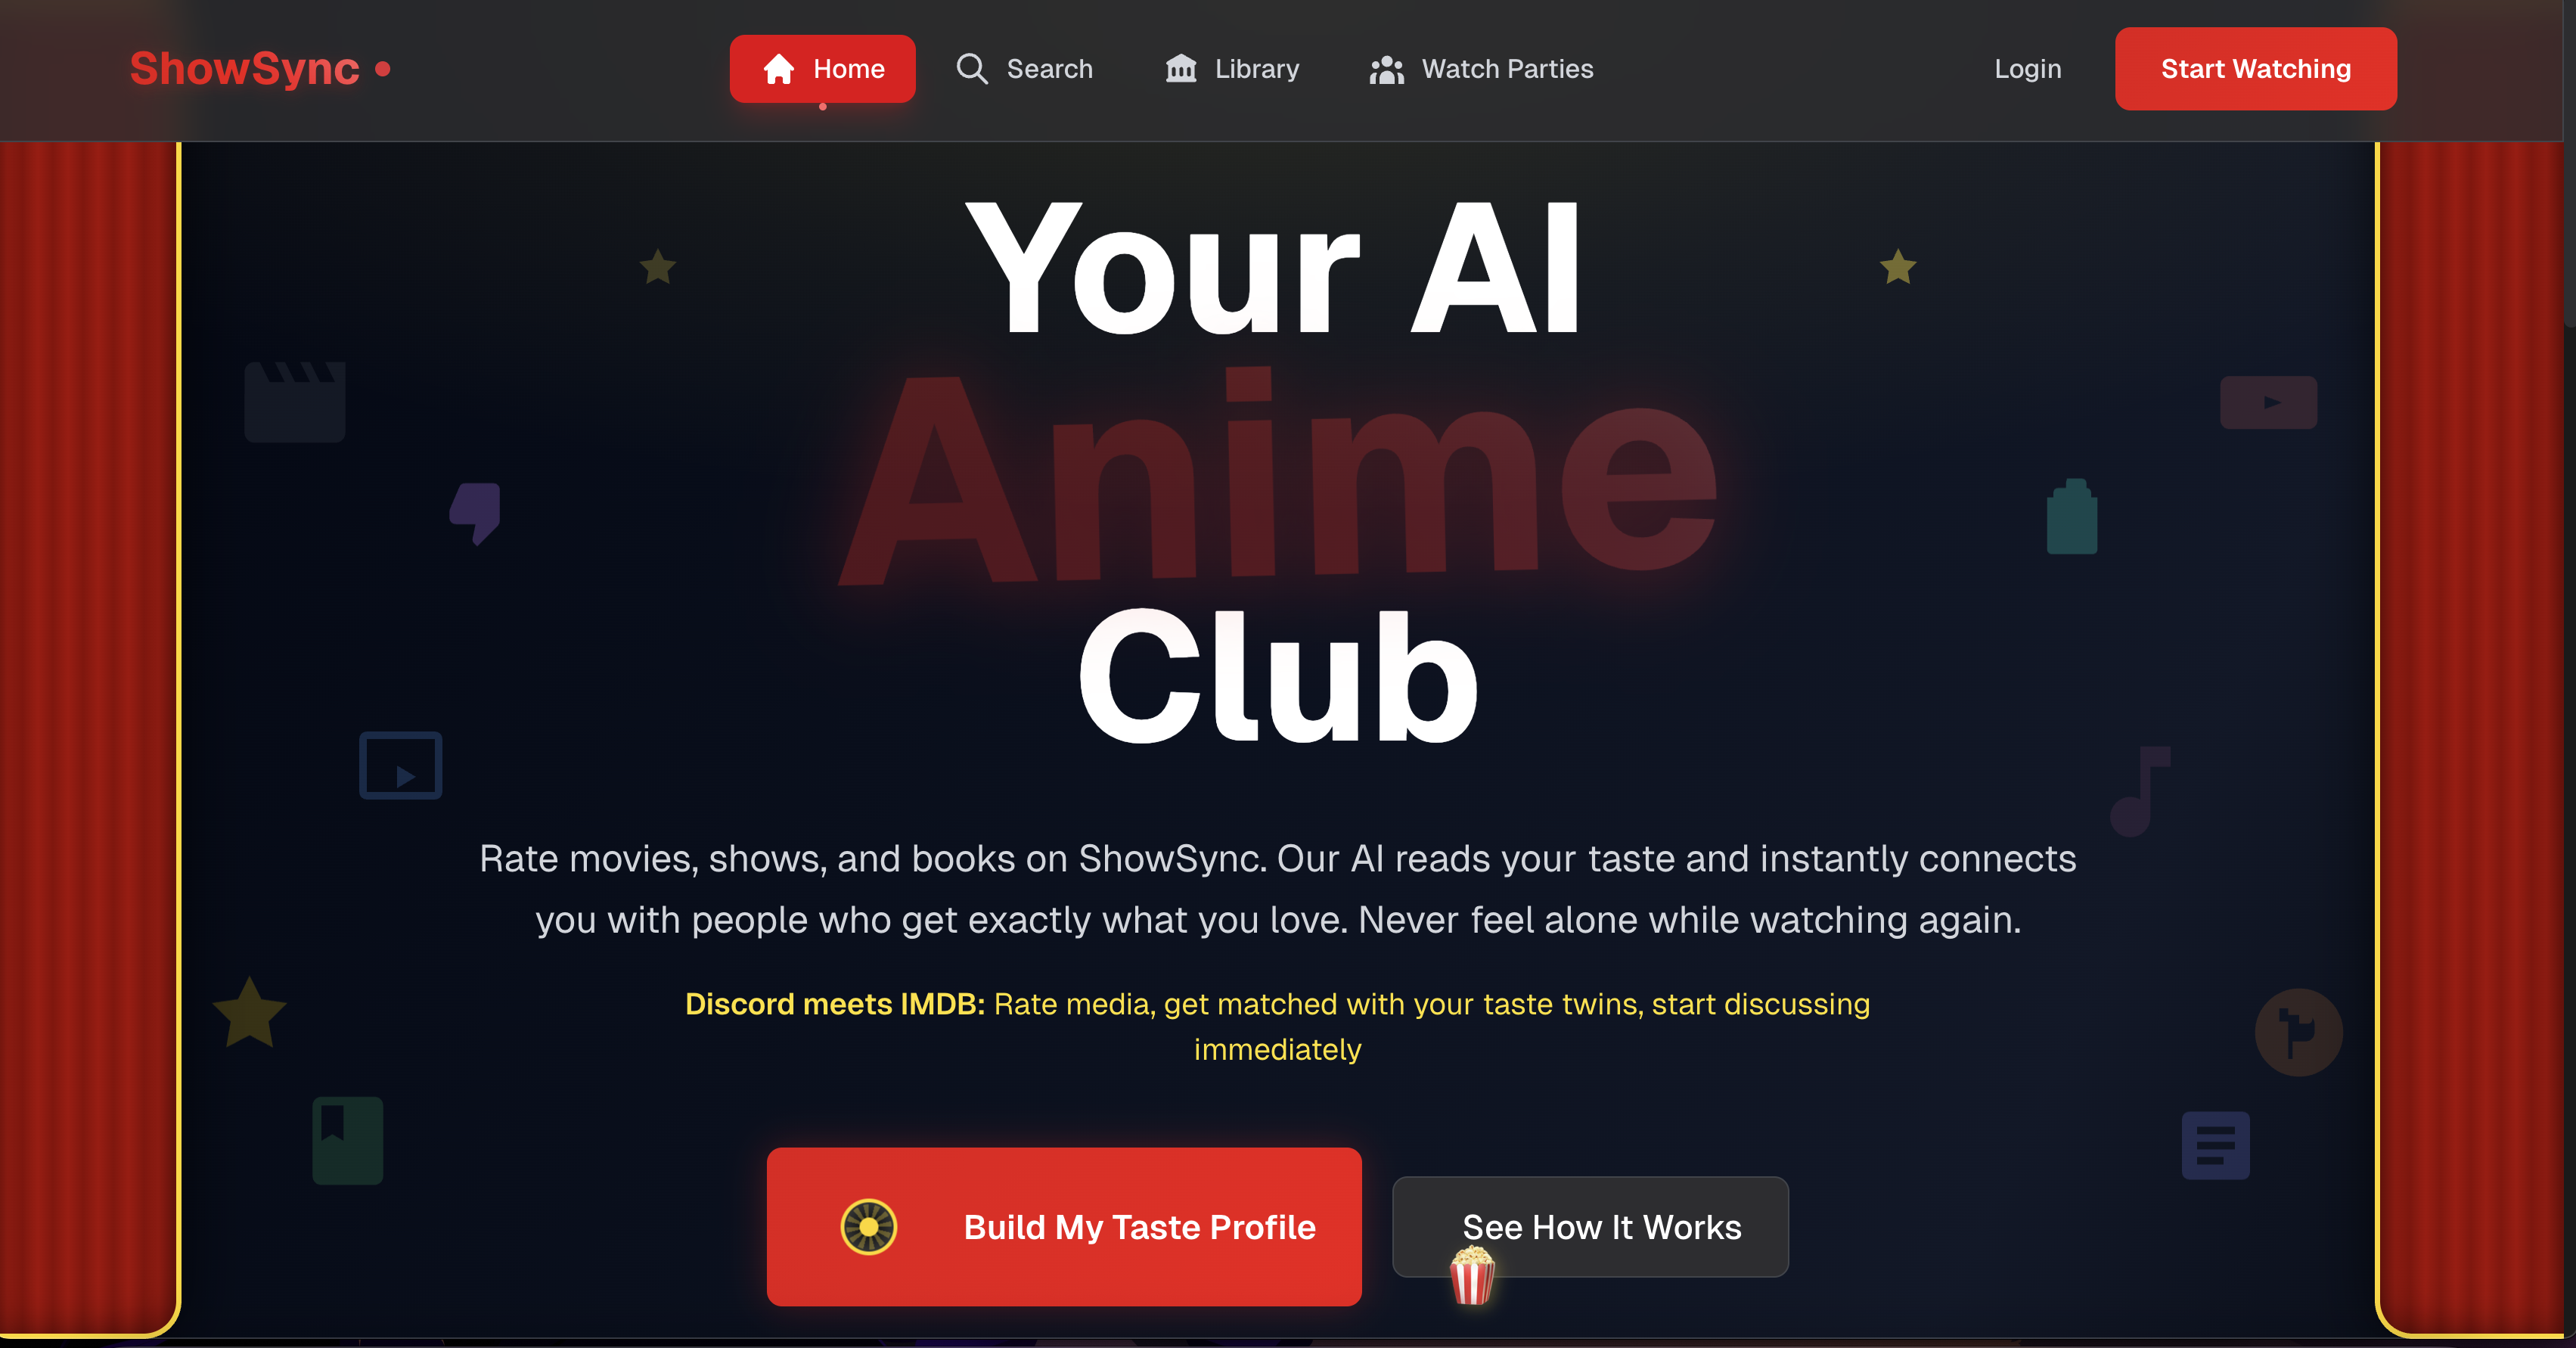 ShowSync
Home
Search
Library
Watch Parties
Login
Start Watching
Your AI
Anime
Club
Rate movies, shows, and books on ShowSync. Our AI reads your taste and instantly connects
you with people who get exactly what you love. Never feel alone while watching again.
Discord meets IMDB: Rate media, get matched with your taste twins, start discussing
immediately
Build My Taste Profile
See How It Works